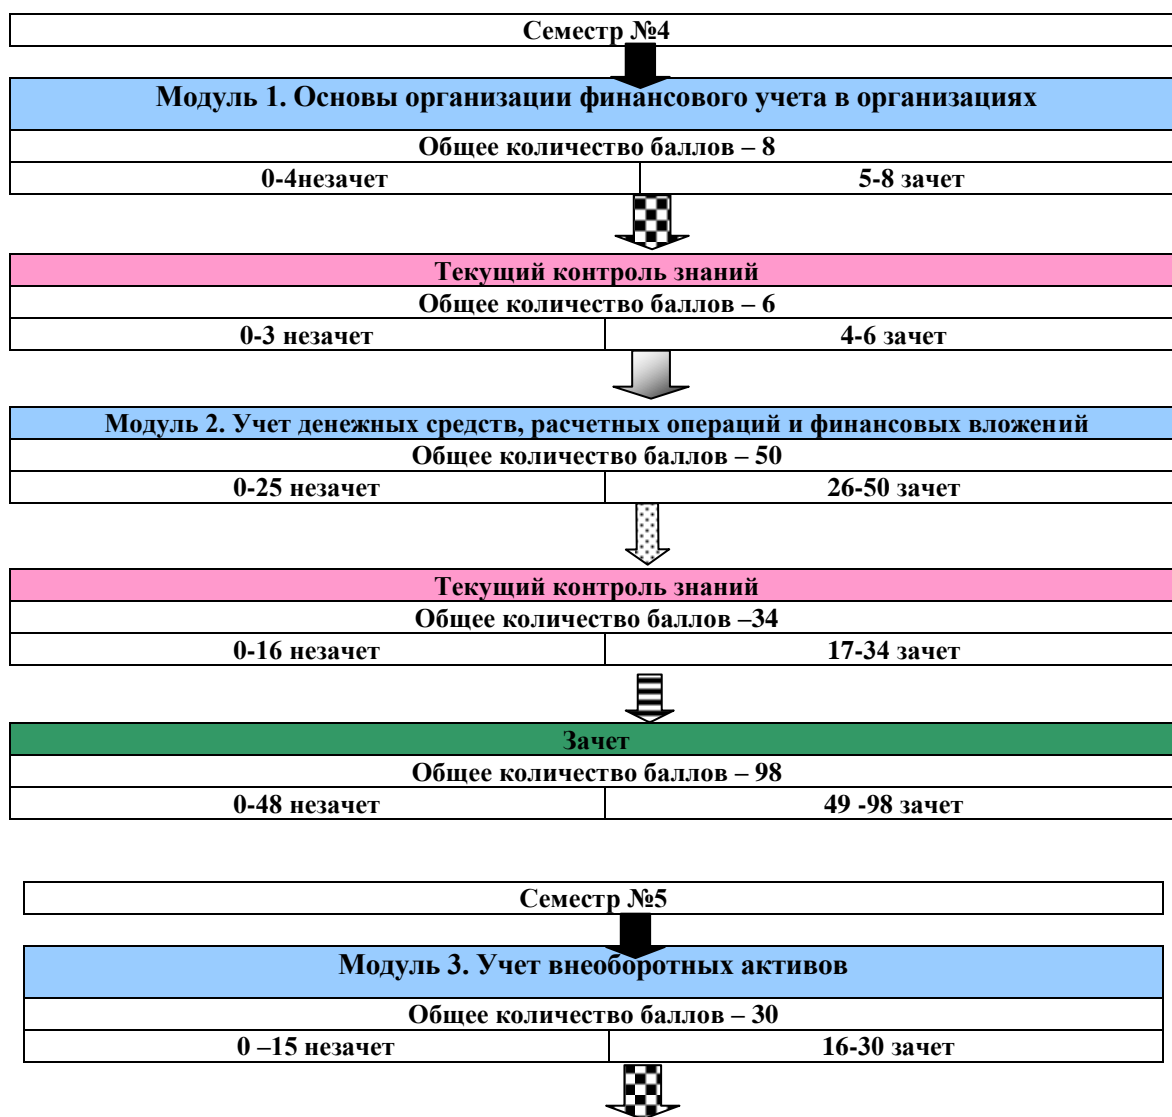 Семестр №4
Модуль 1. Основы организации финансового учета в организациях
Общее количество баллов – 8
0-4незачет 5-8 зачет
Текущий контроль знаний
Общее количество баллов – 6
0-3 незачет 4-6 зачет
Модуль 2. Учет денежных средств, расчетных операций и финансовых вложений
Общее количество баллов – 50
0-25 незачет 26-50 зачет
Текущий контроль знаний
Общее количество баллов –34
0-16 незачет 17-34 зачет
Зачет
Общее количество баллов – 98
0-48 незачет 49 -98 зачет
Семестр №5
Модуль 3. Учет внеоборотных активов
Общее количество баллов – 30
0 –15 незачет 16-30 зачет